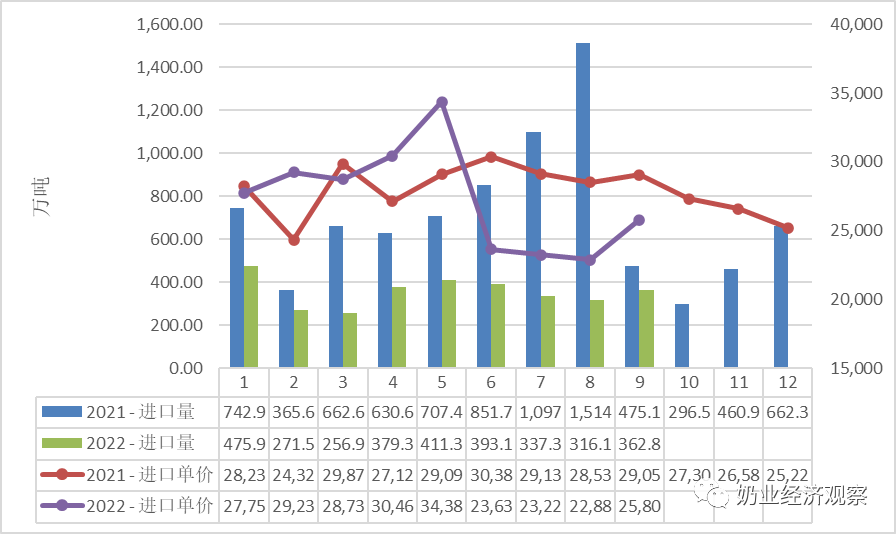 1,600.00
1,400.00
1,200.00
1,000.00
800.00
600.00
400.00
200.00
0.00
万吨
40,000
35,000
30,000
25,000
20,000
15,000
1 2 3 4 5 6 7 8 9 10 11 12
2021 - 进口量 742.9 365.6 662.6 630.6 707.4 851.7 1,097 1,514 475.1 296.5 460.9 662.3
2022 - 进口量 475.9 271.5 256.9 379.3 411.3 393.1 337.3 316.1 362.8
2021 - 进口单价 28,23 24,32 29,87 27,12 29,09 30,38 29,13 28,53 29,05 27,30 26,58 25,22
2022 - 进口单价 27,75 29,23 28,73 30,46 34,38 23,63 23,22 22,88 25,80
奶业经济观察